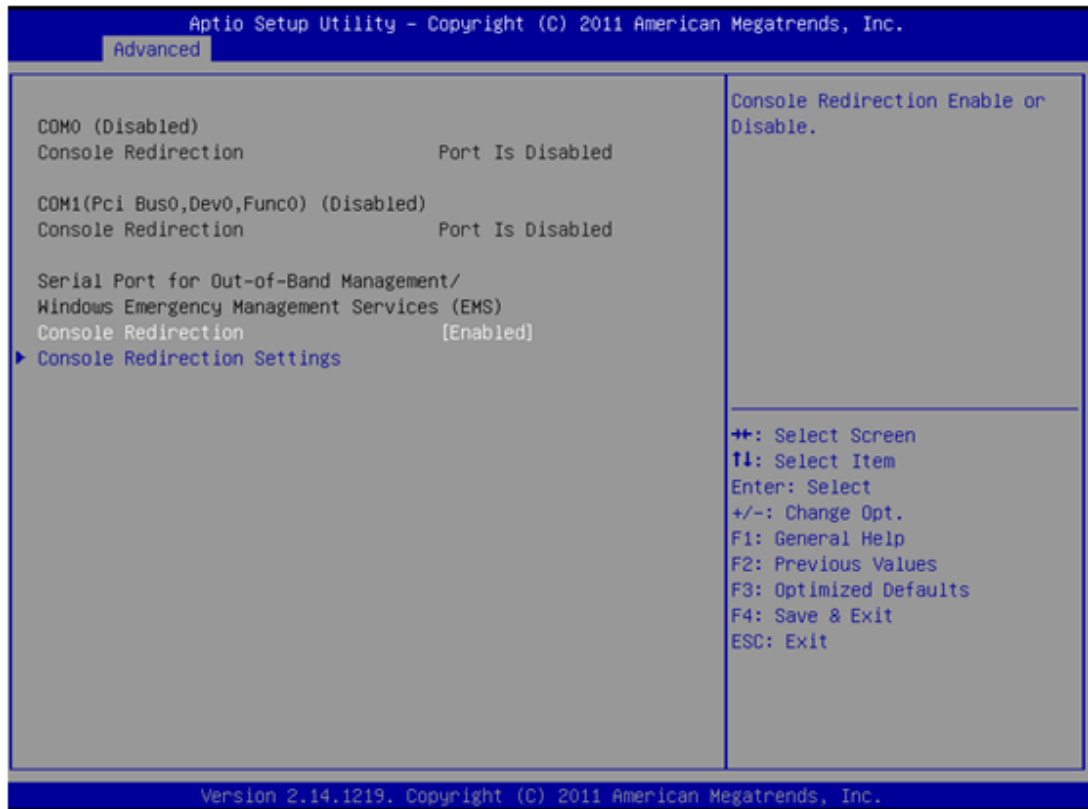 Aptio Setup Utility – Copyright (C) 2011 American Megatrends, Inc.
Advanced
COM0 (Disabled)
Console Redirection Port Is Disabled
COM1(Pci Bus0,Dev0,Func0) (Disabled)
Console Redirection Port Is Disabled
Serial Port for Out-of-Band Management/
Windows Emergency Management Services (EMS)
Console Redirection [Enabled]
▶ Console Redirection Settings
Console Redirection Enable or
Disable.
→←: Select Screen
↑↓: Select Item
Enter: Select
+/-: Change Opt.
F1: General Help
F2: Previous Values
F3: Optimized Defaults
F4: Save & Exit
ESC: Exit
Version 2.14.1219. Copyright (C) 2011 American Megatrends, Inc.